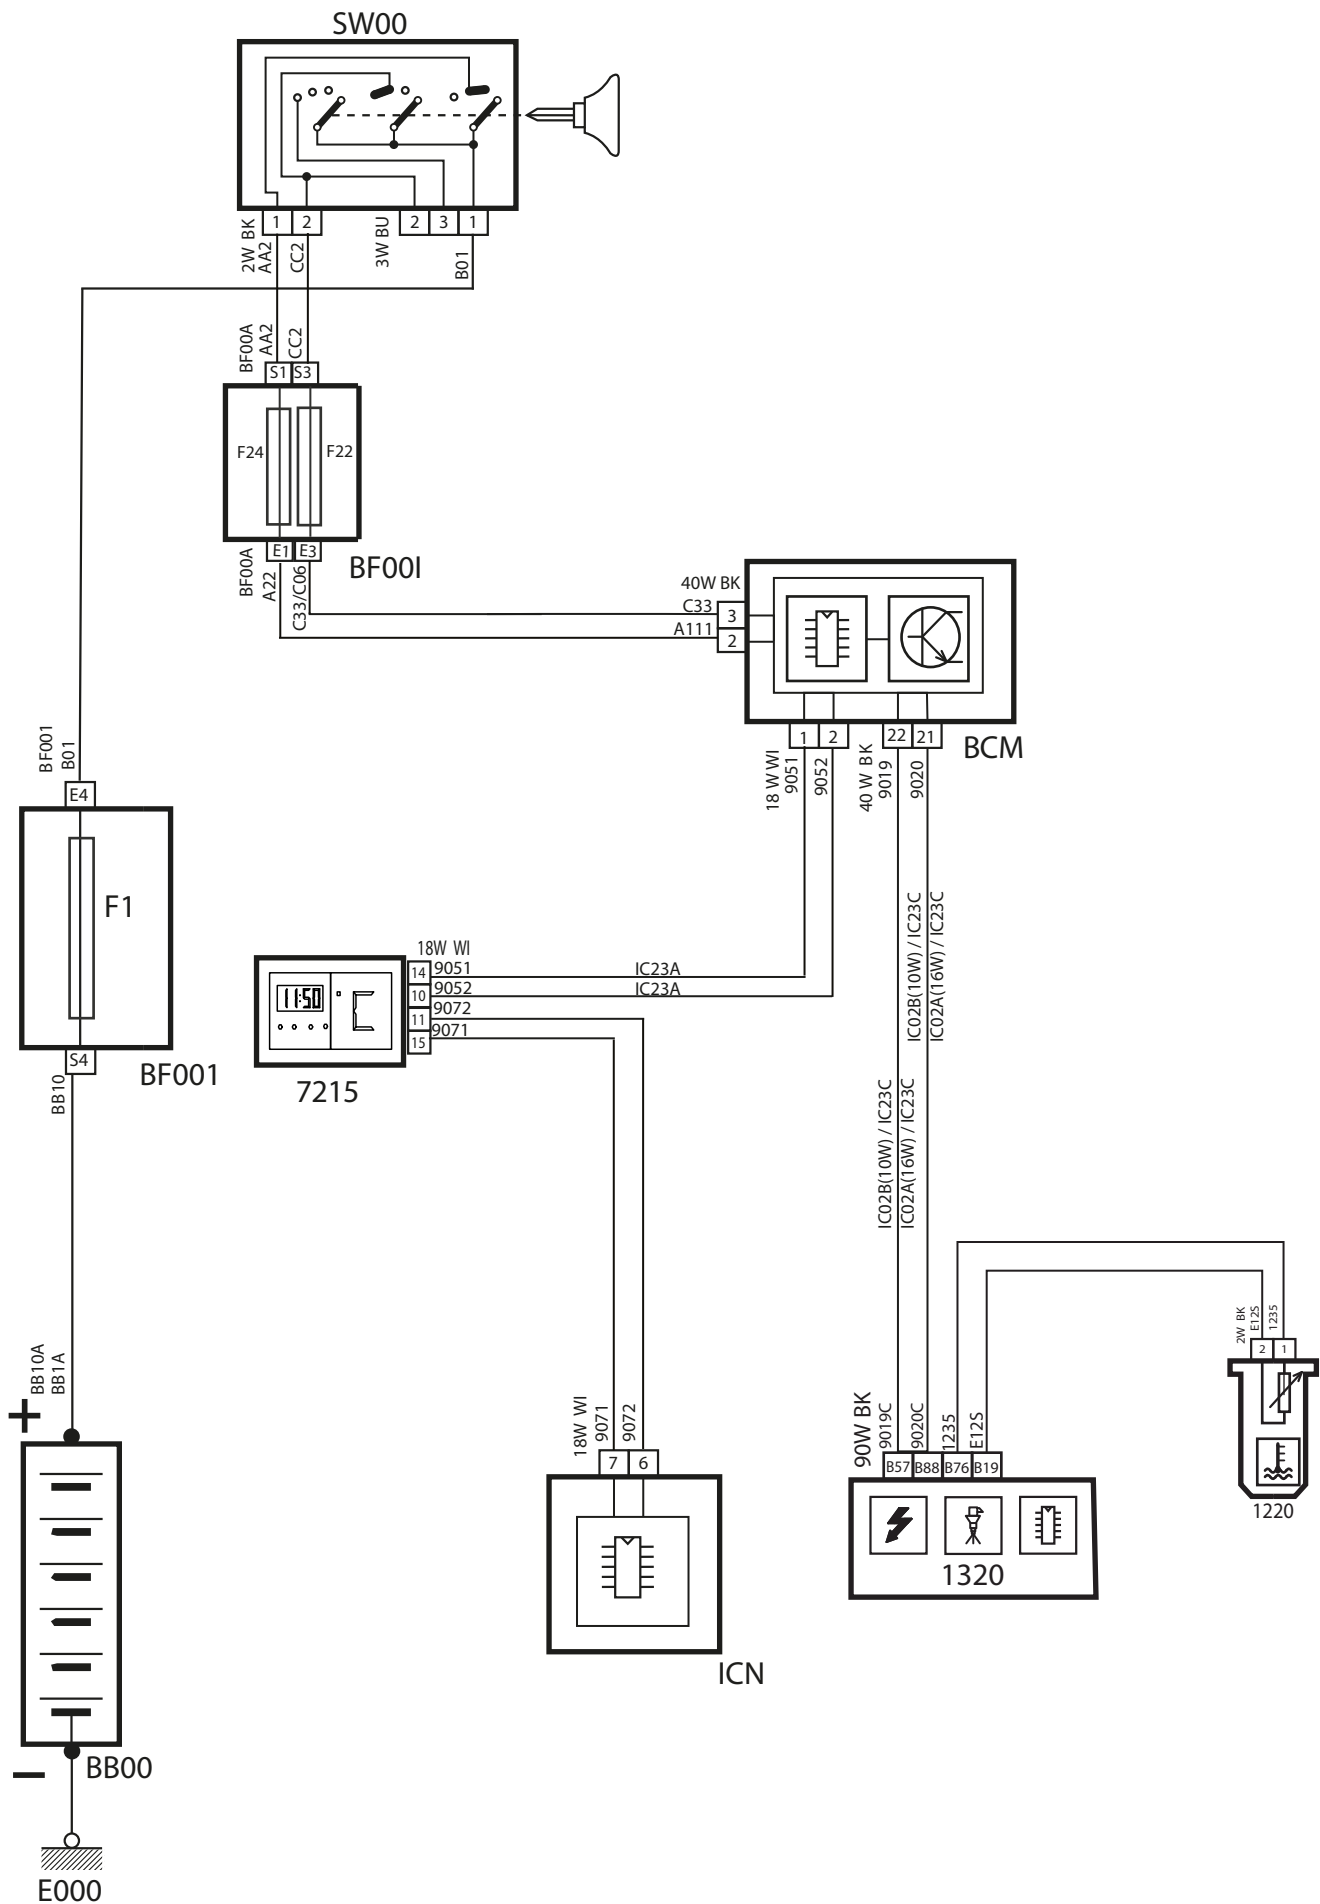 SW00
1 2 2 3 1
2W BK
AA2
CC2
3W BU
B01
BF00A
AA2
CC2
S1 S3
F24 F22
E1 E3
BF00A
A22
C33/C06
BF00I
40W BK
C33 3
A111 2
1 2 22 21
BCM
18 W WI
9051
9052
40 W BK
9019
9020
BF001
B01
E4
F1
S4
BF001
BB10
IC02B(10W) / IC23C
IC02A(16W) / IC23C
18W WI
11:50
C
14 9051 IC23A
10 9052 IC23A
11 9072
15 9071
7215
IC02B(10W) / IC23C
IC02A(16W) / IC23C
BB10A
BB1A
+
BB00
−
E000
18W WI
9071
9072
7 6
ICN
90W BK
9019C
9020C
1235
E12S
B57 B88 B76 B19
1320
2W BK
E12S
1235
2 1
1220